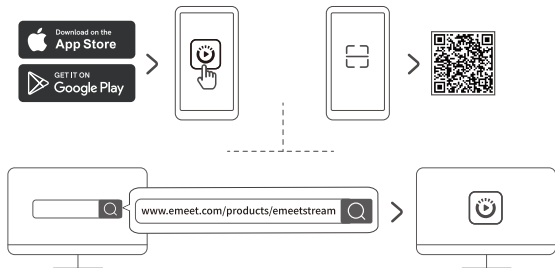 Download on the
App Store
GET IT ON
Google Play
www.emeet.com/products/emeetstream